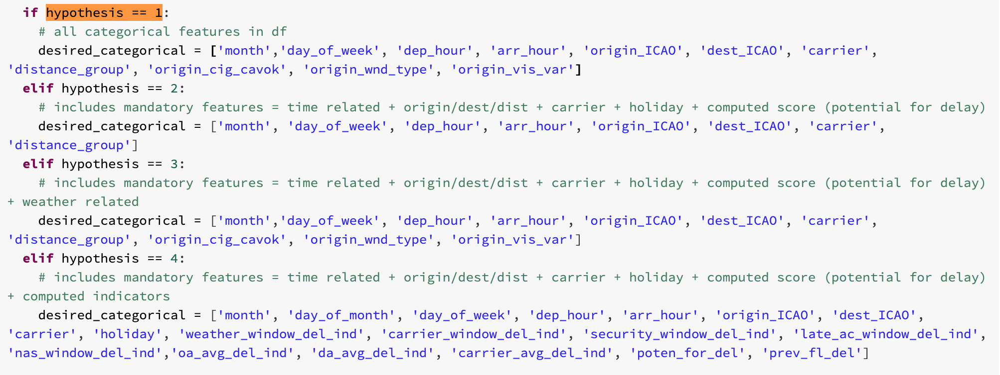 if hypothesis == 1:
# all categorical features in df
desired_categorical = ['month','day_of_week', 'dep_hour', 'arr_hour', 'origin_ICAO', 'dest_ICAO', 'carrier',
'distance_group', 'origin_cig_cavok', 'origin_wnd_type', 'origin_vis_var']
elif hypothesis == 2:
# includes mandatory features = time related + origin/dest/dist + carrier + holiday + computed score (potential for delay)
desired_categorical = ['month', 'day_of_week', 'dep_hour', 'arr_hour', 'origin_ICAO', 'dest_ICAO', 'carrier',
'distance_group']
elif hypothesis == 3:
# includes mandatory features = time related + origin/dest/dist + carrier + holiday + computed score (potential for delay)
+ weather related
desired_categorical = ['month','day_of_week', 'dep_hour', 'arr_hour', 'origin_ICAO', 'dest_ICAO', 'carrier',
'distance_group', 'origin_cig_cavok', 'origin_wnd_type', 'origin_vis_var']
elif hypothesis == 4:
# includes mandatory features = time related + origin/dest/dist + carrier + holiday + computed score (potential for delay)
+ computed indicators
desired_categorical = ['month', 'day_of_month', 'day_of_week', 'dep_hour', 'arr_hour', 'origin_ICAO', 'dest_ICAO',
'carrier', 'holiday', 'weather_window_del_ind', 'carrier_window_del_ind', 'security_window_del_ind', 'late_ac_window_del_ind',
'nas_window_del_ind','oa_avg_del_ind', 'da_avg_del_ind', 'carrier_avg_del_ind', 'poten_for_del', 'prev_fl_del']